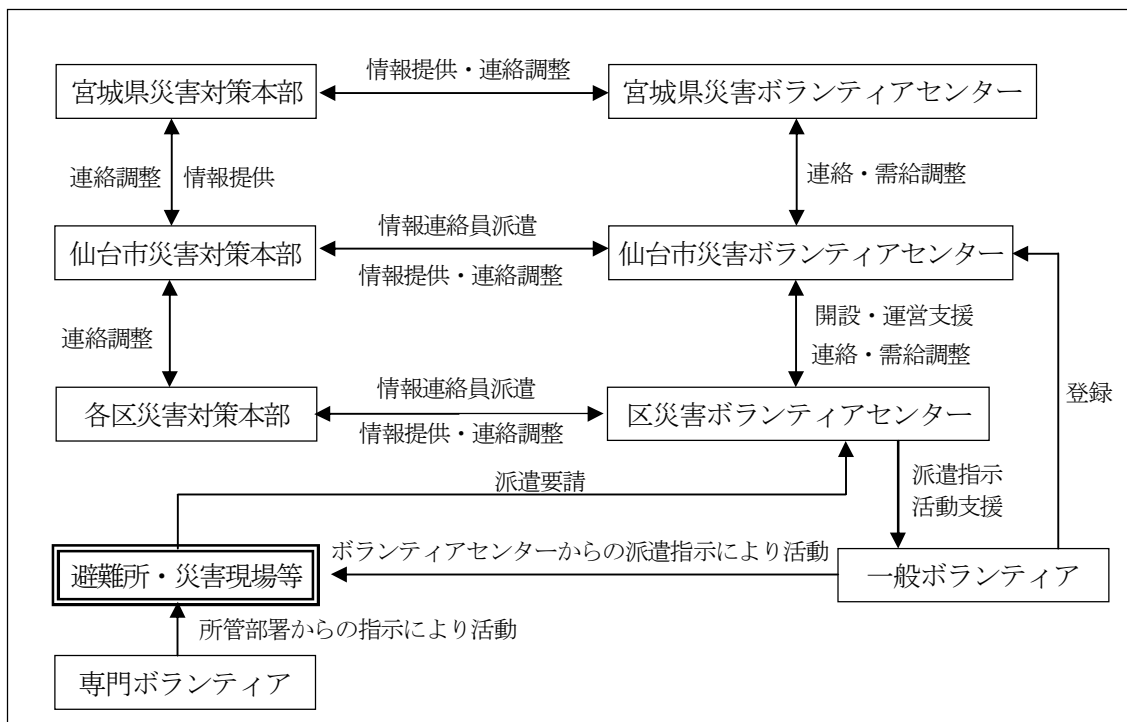 情報提供・連絡調整
宮城県災害対策本部
宮城県災害ボランティアセンター
連絡調整
情報提供
連絡・需給調整
情報連絡員派遣
仙台市災害対策本部
仙台市災害ボランティアセンター
情報提供・連絡調整
開設・運営支援
連絡調整
連絡・需給調整
情報連絡員派遣
登録
各区災害対策本部
区災害ボランティアセンター
情報提供・連絡調整
派遣要請
派遣指示
活動支援
ボランティアセンターからの派遣指示により活動
避難所・災害現場等
一般ボランティア
所管部署からの指示により活動
専門ボランティア